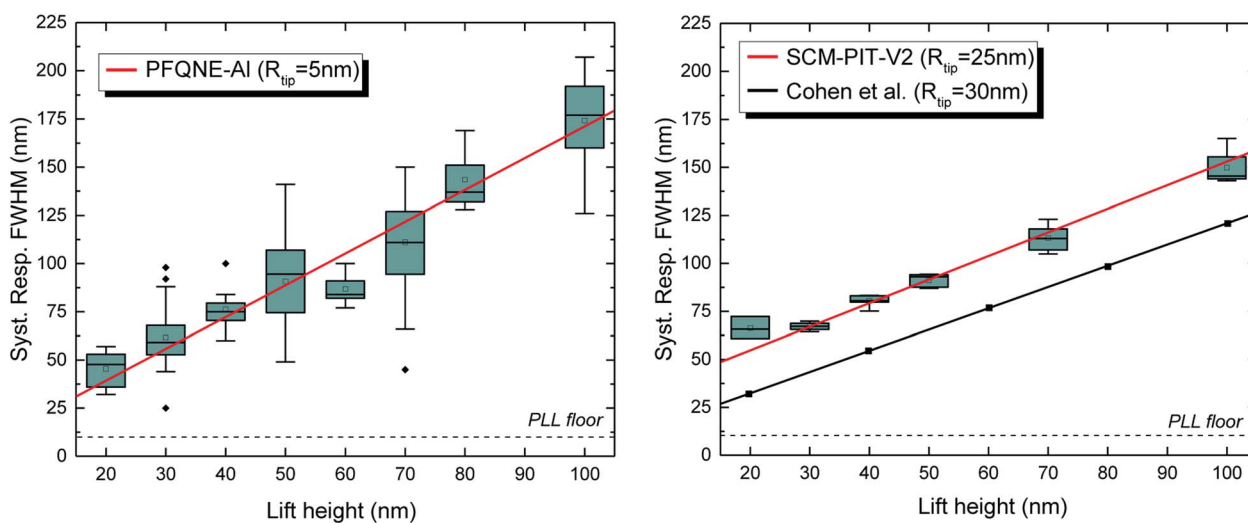 225
200
175
150
125
100
75
50
25
0
Syst. Resp. FWHM (nm)
PFQNE-Al (Rtip=5nm)
PLL floor
20 30 40 50 60 70 80 90 100
Lift height (nm)
225
200
175
150
125
100
75
50
25
0
Syst. Resp. FWHM (nm)
SCM-PIT-V2 (Rtip=25nm)
Cohen et al. (Rtip=30nm)
PLL floor
20 30 40 50 60 70 80 90 100
Lift height (nm)